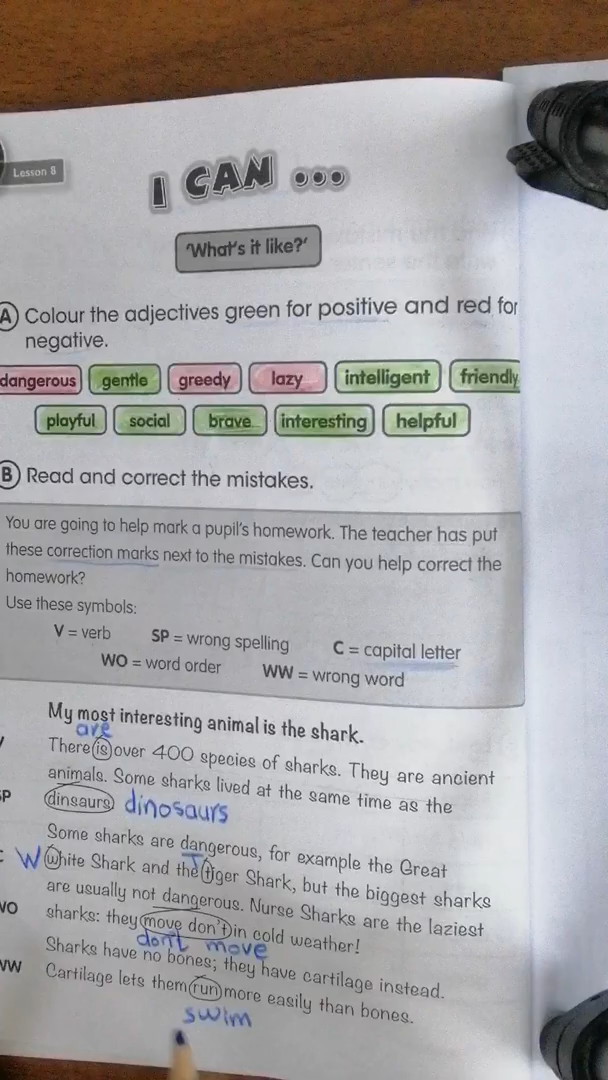 Lesson 8
I CAN ...
'What's it like?'
A Colour the adjectives green for positive and red for
negative.
dangerous gentle greedy lazy intelligent friendly
playful social brave interesting helpful
B Read and correct the mistakes.
You are going to help mark a pupil's homework. The teacher has put
these correction marks next to the mistakes. Can you help correct the
homework?
Use these symbols:
V = verb SP = wrong spelling C = capital letter
WO = word order WW = wrong word
My most interesting animal is the shark.
are
There is over 400 species of sharks. They are ancient
animals. Some sharks lived at the same time as the
SP dinsaurs dinosaurs
Some sharks are dangerous, for example the Great
W white Shark and the T tiger Shark, but the biggest sharks
are usually not dangerous. Nurse Sharks are the laziest
WO sharks: they move don't in cold weather!
don't move
Sharks have no bones; they have cartilage instead.
WW Cartilage lets them run more easily than bones.
swim